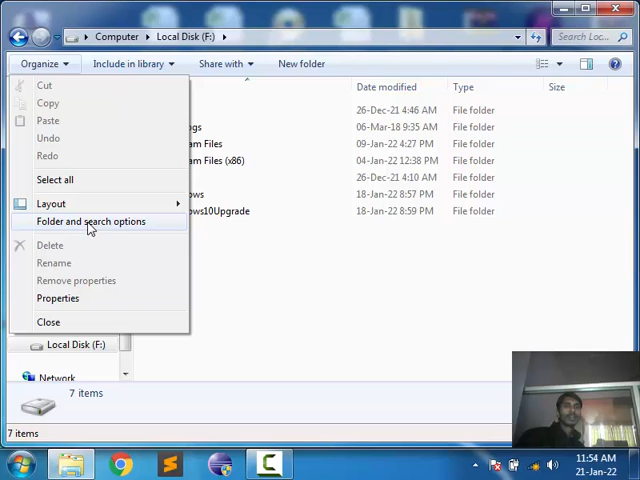 Computer ▸ Local Disk (F:) ▸
Search Loc...
Organize
Include in library
Share with
New folder
Date modified
Type
Size
26-Dec-21 4:46 AM
File folder
gs
06-Mar-18 9:35 AM
File folder
am Files
09-Jan-22 4:27 PM
File folder
am Files (x86)
04-Jan-22 12:38 PM
File folder
26-Dec-21 4:10 AM
File folder
ws
18-Jan-22 8:57 PM
File folder
ows10Upgrade
18-Jan-22 8:59 PM
File folder
Cut
Copy
Paste
Undo
Redo
Select all
Layout
Folder and search options
Delete
Rename
Remove properties
Properties
Close
Local Disk (F:)
Network
7 items
7 items
11:54 AM
21-Jan-22